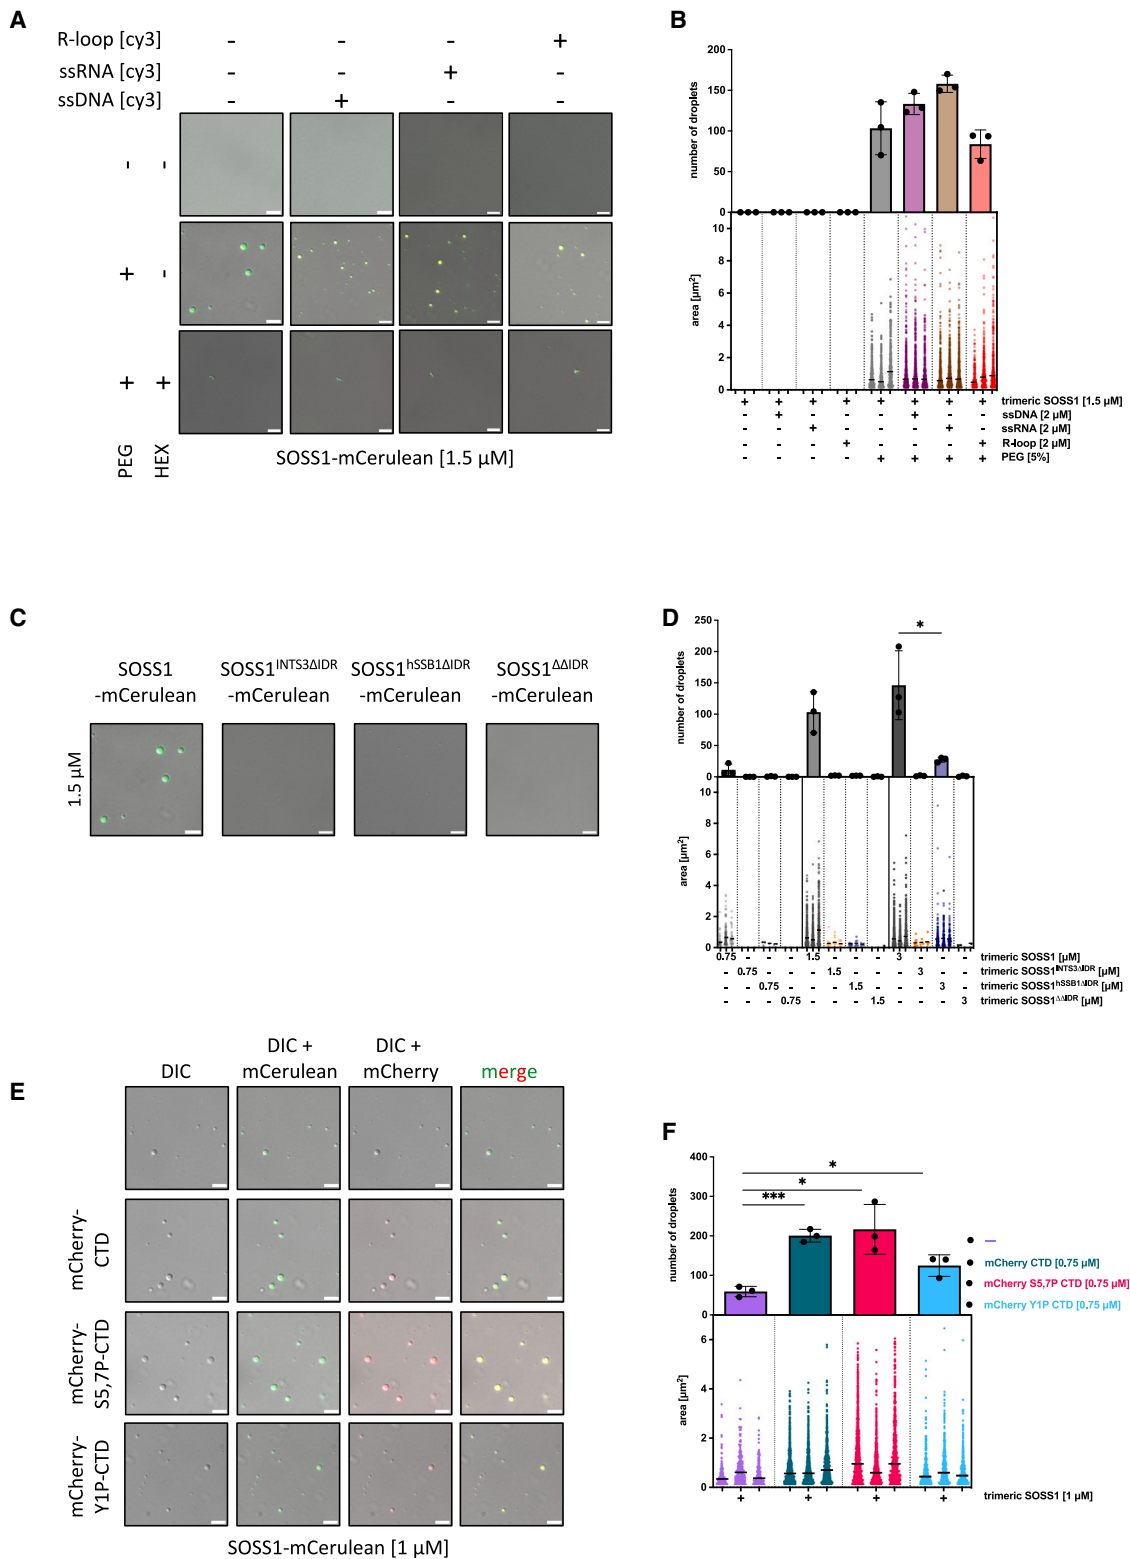 A
R-loop [cy3] - - - +
ssRNA [cy3] - - + -
ssDNA [cy3] - + - -
- -
+ -
+ +
PEG
HEX
SOSS1-mCerulean [1.5 µM]
B
200
150
100
50
0
number of droplets
10
8
6
4
2
0
area [µm²]
+ + + + + + + + trimeric SOSS1 [1.5 µM]
- + - - - + - - ssDNA [2 µM]
- - + - - - + - ssRNA [2 µM]
- - - + - - - + R-loop [2 µM]
- - - - + + + + PEG [5%]
C
SOSS1
-mCerulean
SOSS1INTS3ΔIDR
-mCerulean
SOSS1hSSB1ΔIDR
-mCerulean
SOSS1ΔΔIDR
-mCerulean
1.5 µM
D
*
250
200
150
100
50
0
number of droplets
10
8
6
4
2
0
area [µm²]
0.75 - - - 1.5 - - - 3 - - - trimeric SOSS1 [µM]
- 0.75 - - - 1.5 - - - 3 - - trimeric SOSS1INTS3ΔIDR [µM]
- - 0.75 - - - 1.5 - - - 3 - trimeric SOSS1hSSB1ΔIDR [µM]
- - - 0.75 - - - 1.5 - - - 3 trimeric SOSS1ΔΔIDR [µM]
E
DIC
DIC +
mCerulean
DIC +
mCherry
merge
mCherry-
CTD
mCherry-
S5,7P-CTD
mCherry-
Y1P-CTD
SOSS1-mCerulean [1 µM]
F
400
300
200
100
0
number of droplets
*
*
***
—
mCherry CTD [0.75 µM]
mCherry S5,7P CTD [0.75 µM]
mCherry Y1P CTD [0.75 µM]
6
4
2
0
area [µm²]
+ + + + trimeric SOSS1 [1 µM]